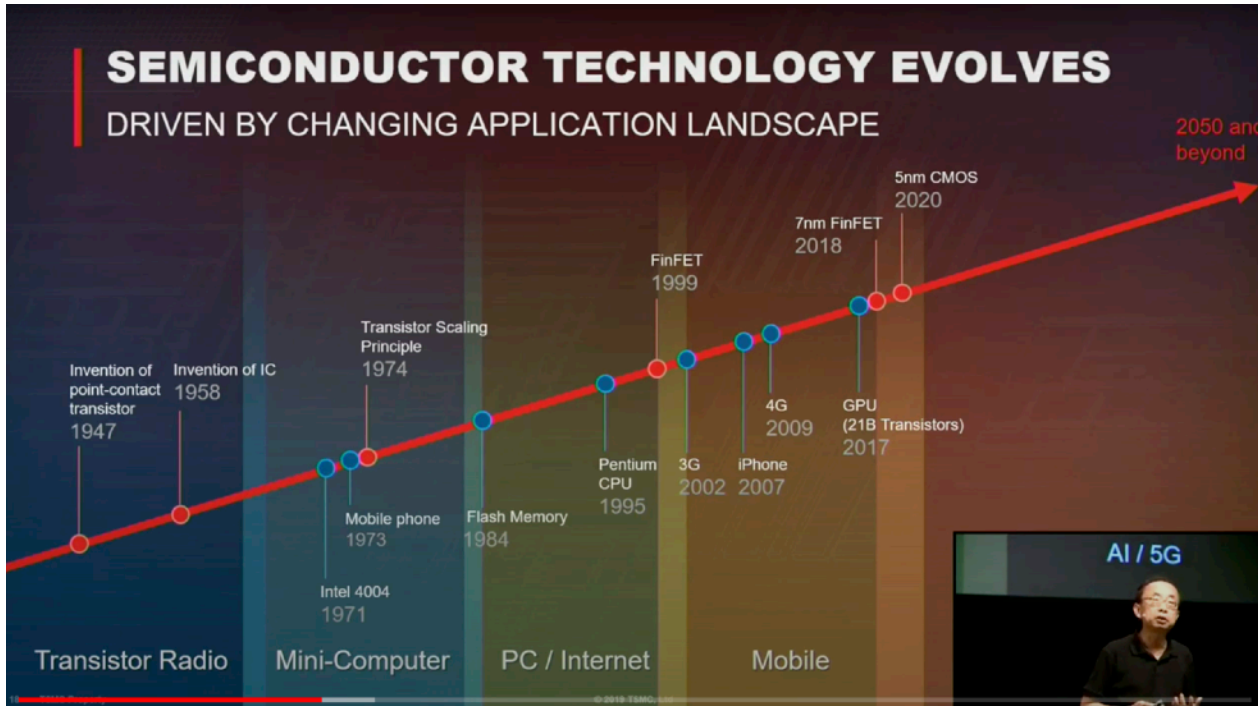 SEMICONDUCTOR TECHNOLOGY EVOLVES
DRIVEN BY CHANGING APPLICATION LANDSCAPE
2050 and
beyond
5nm CMOS
2020
7nm FinFET
2018
FinFET
1999
Transistor Scaling
Principle
1974
Invention of IC
1958
Invention of
point-contact
transistor
1947
4G
2009
GPU
(21B Transistors)
2017
Pentium
CPU
1995
3G
2002
iPhone
2007
Mobile phone
1973
Flash Memory
1984
Intel 4004
1971
AI / 5G
Transistor Radio
Mini-Computer
PC / Internet
Mobile
© 2019 TSMC, Ltd